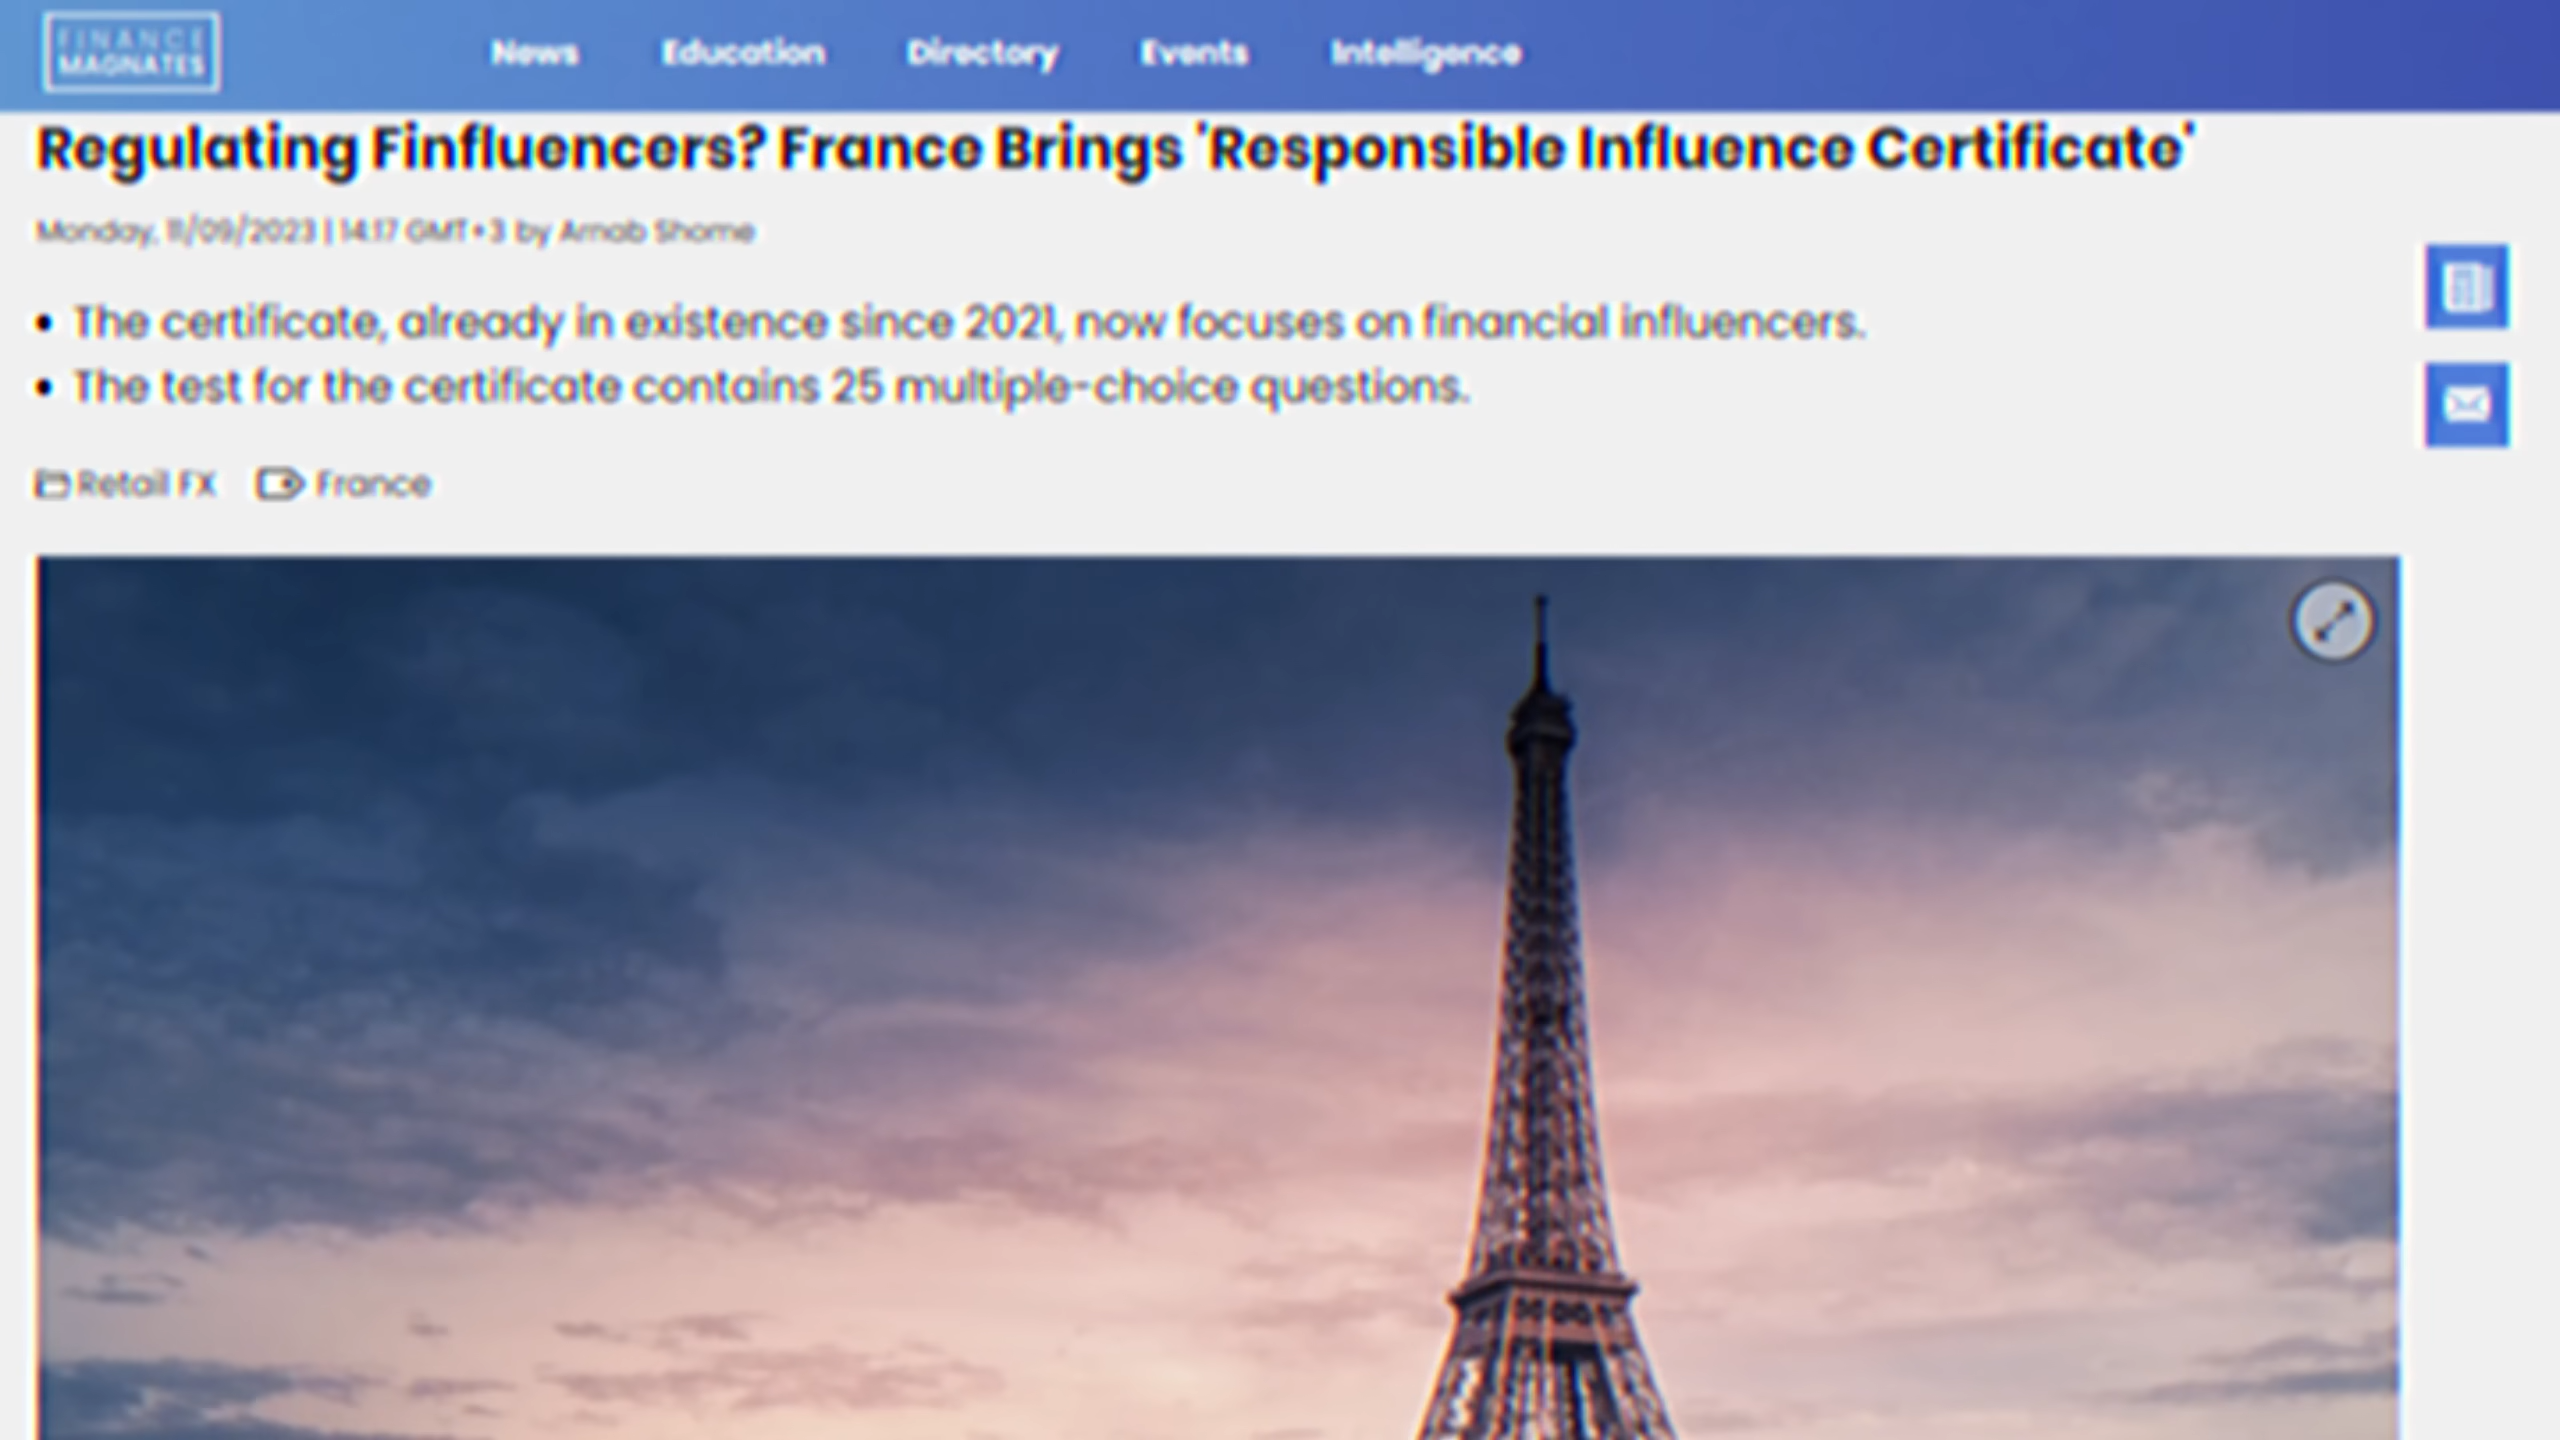 FINANCE
MAGNATES
News Education Directory Events Intelligence
Regulating Finfluencers? France Brings 'Responsible Influence Certificate'
Monday, 11/09/2023 | 14:17 GMT+3 by Arnab Shome
• The certificate, already in existence since 2021, now focuses on financial influencers.
• The test for the certificate contains 25 multiple-choice questions.
Retail FX France